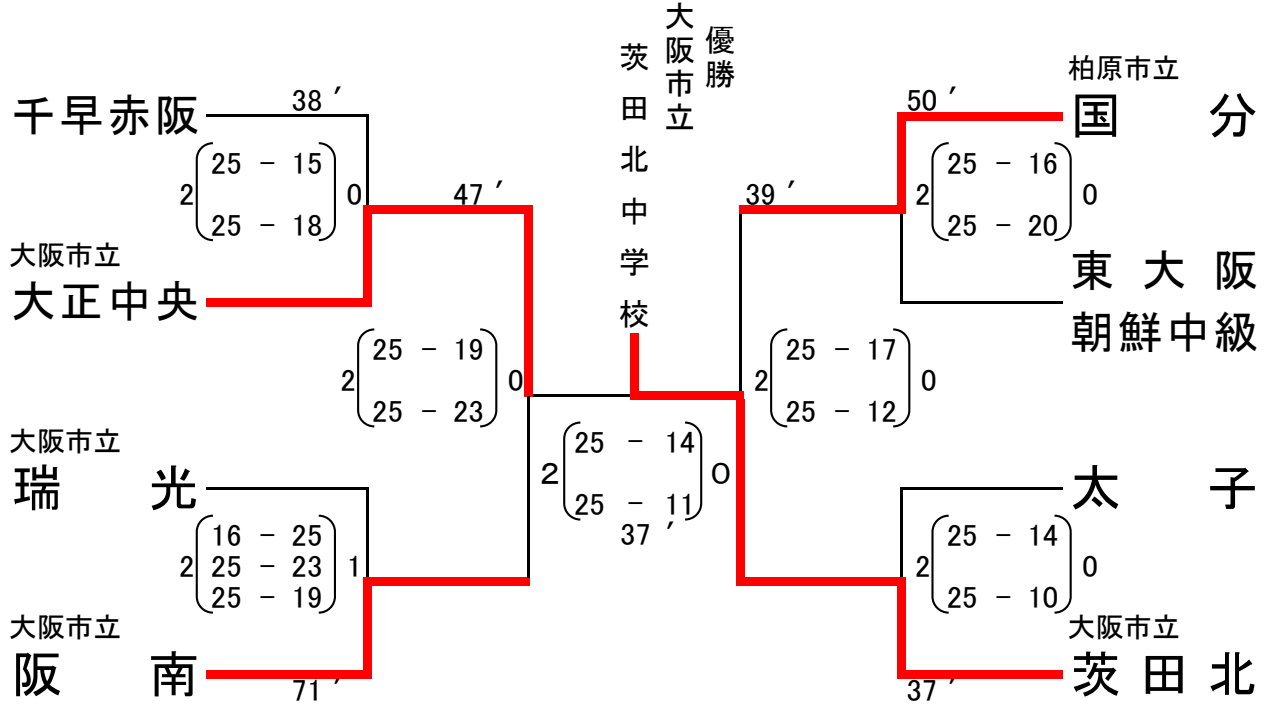 優勝
大阪市立
茨田北中学校
千早赤阪
38 ′
2 25 - 15 0
25 - 18
大阪市立
大正中央
47 ′
2 25 - 19 0
25 - 23
大阪市立
瑞光
2 16 - 25 1
25 - 23
25 - 19
大阪市立
阪南
71 ′
2 25 - 14 0
25 - 11
37 ′
柏原市立
国分
50 ′
2 25 - 16 0
25 - 20
東大阪
朝鮮中級
39 ′
2 25 - 17 0
25 - 12
太子
2 25 - 14 0
25 - 10
大阪市立
茨田北
37 ′